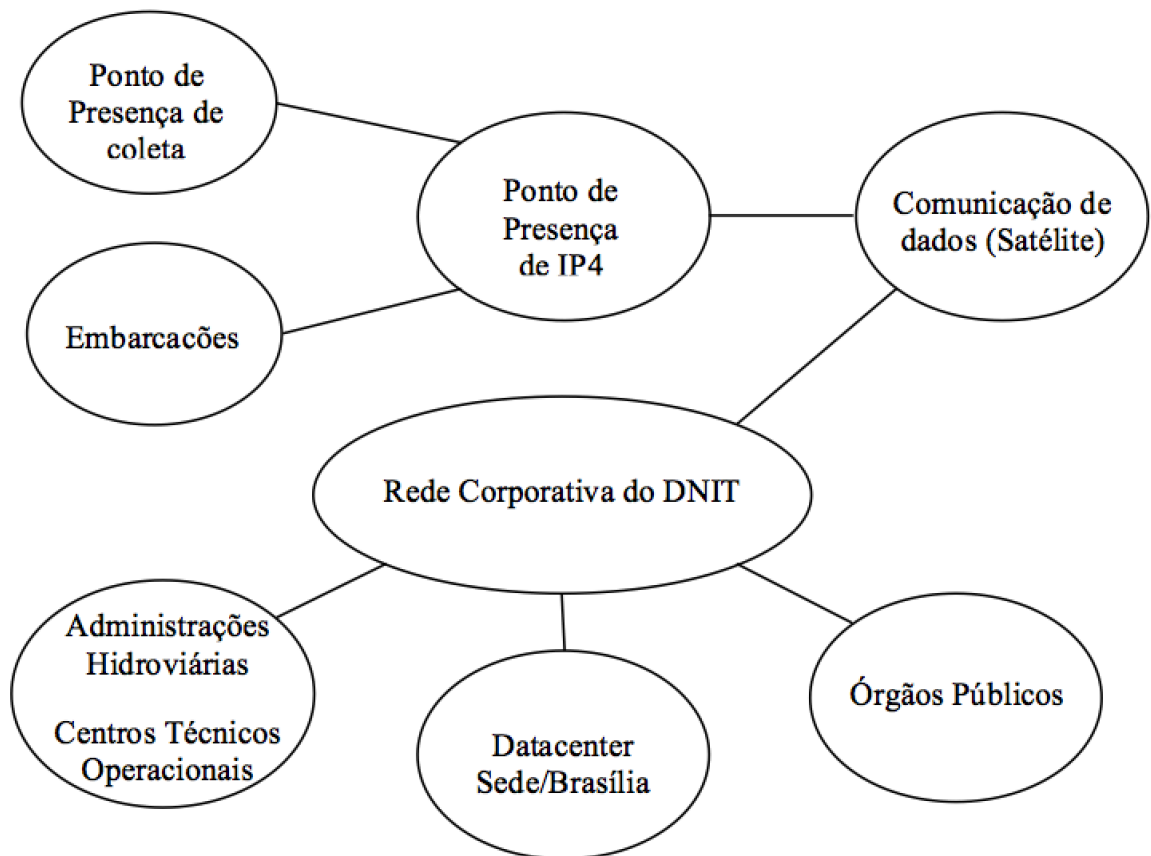 Ponto de
Presença de
coleta
Ponto de
Presença
de IP4
Comunicação de
dados (Satélite)
Embarcacões
Rede Corporativa do DNIT
Administrações
Hidroviárias
Centros Técnicos
Operacionais
Datacenter
Sede/Brasília
Órgãos Públicos